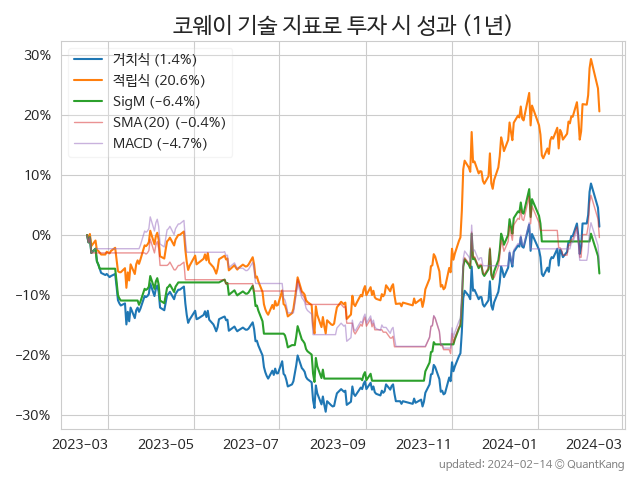 코웨이 기술 지표로 투자 시 성과 (1년)
30%
20%
10%
0%
−10%
−20%
−30%
거치식 (1.4%)
적립식 (20.6%)
SigM (−6.4%)
SMA(20) (−0.4%)
MACD (−4.7%)
2023-03 2023-05 2023-07 2023-09 2023-11 2024-01 2024-03
updated: 2024-02-14 © QuantKang